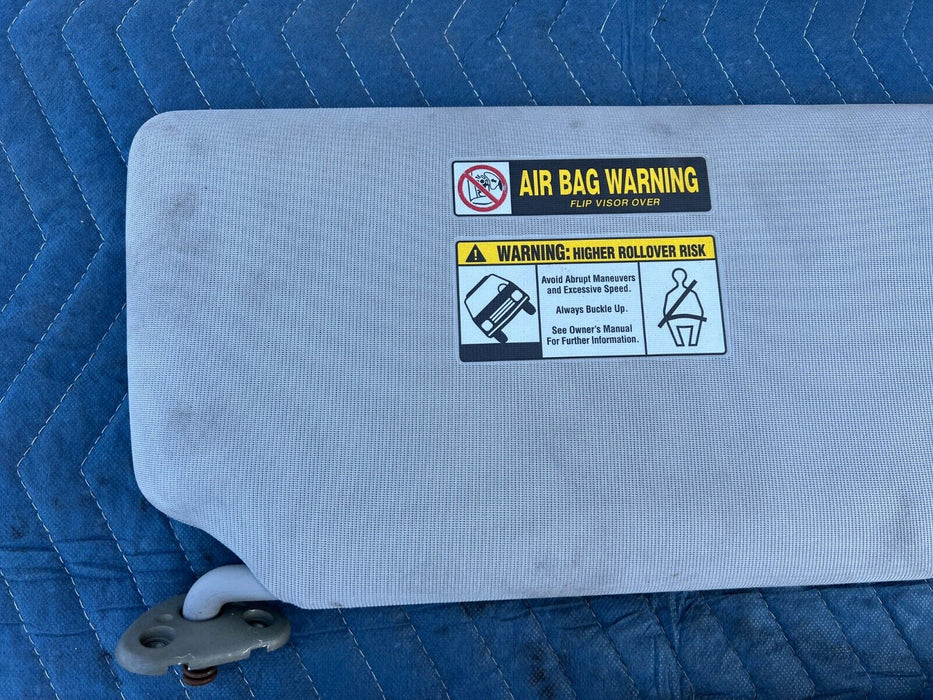 AIR BAG WARNING
FLIP VISOR OVER
WARNING: HIGHER ROLLOVER RISK
Avoid Abrupt Maneuvers
and Excessive Speed.
Always Buckle Up.
See Owner's Manual
For Further Information.